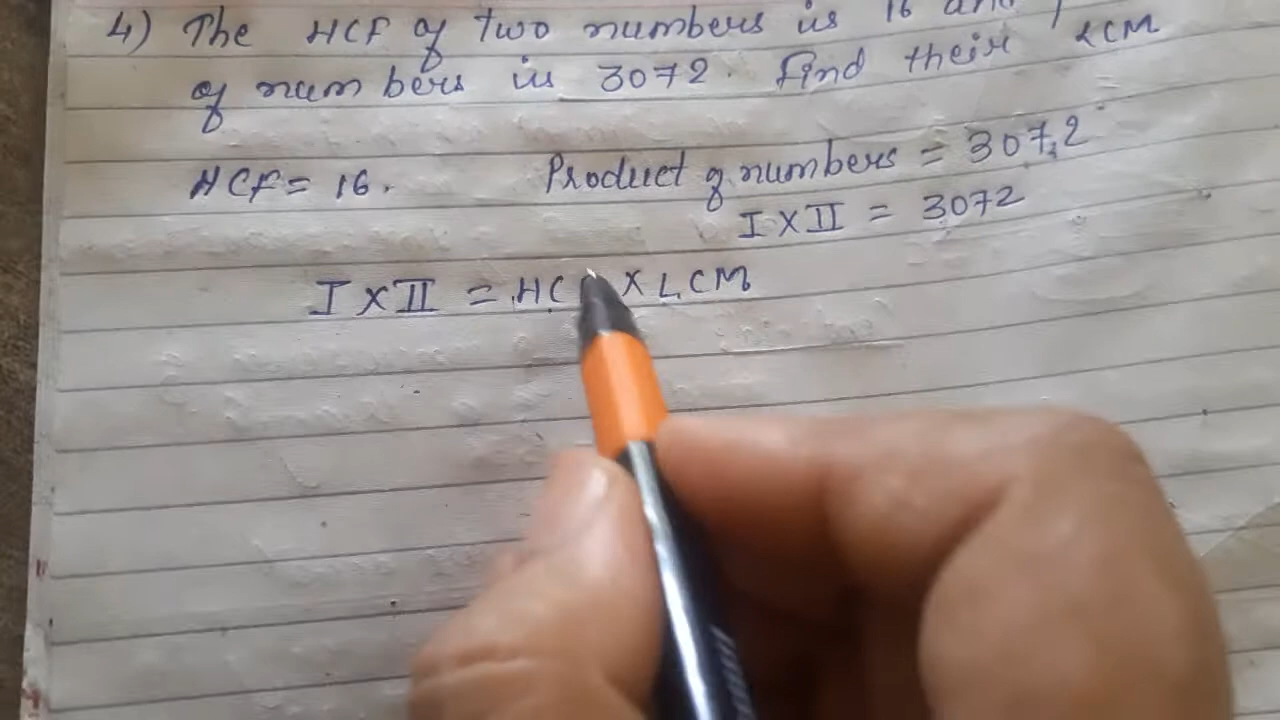 4) The HCF of two numbers is 16 and
of numbers is 3072. Find their LCM
HCF = 16. Product of numbers = 3072
I X II = 3072
I X II = HC X LCM